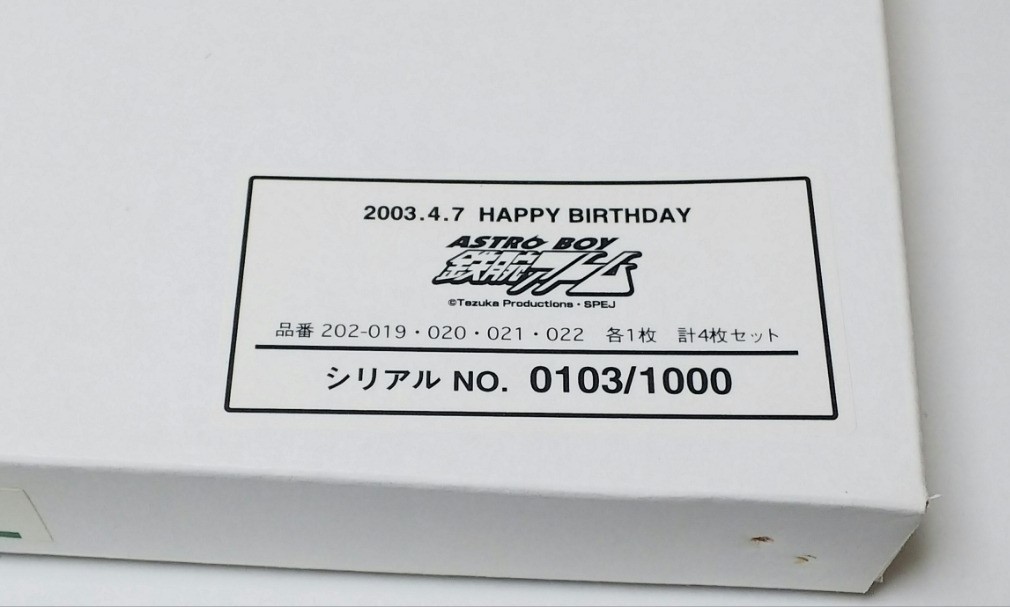 2003.4.7 HAPPY BIRTHDAY
ASTRO BOY
鉄腕アトム
©Tezuka Productions・SPEJ
品番 202-019・020・021・022 各1枚 計4枚セット
シリアル NO. 0103/1000